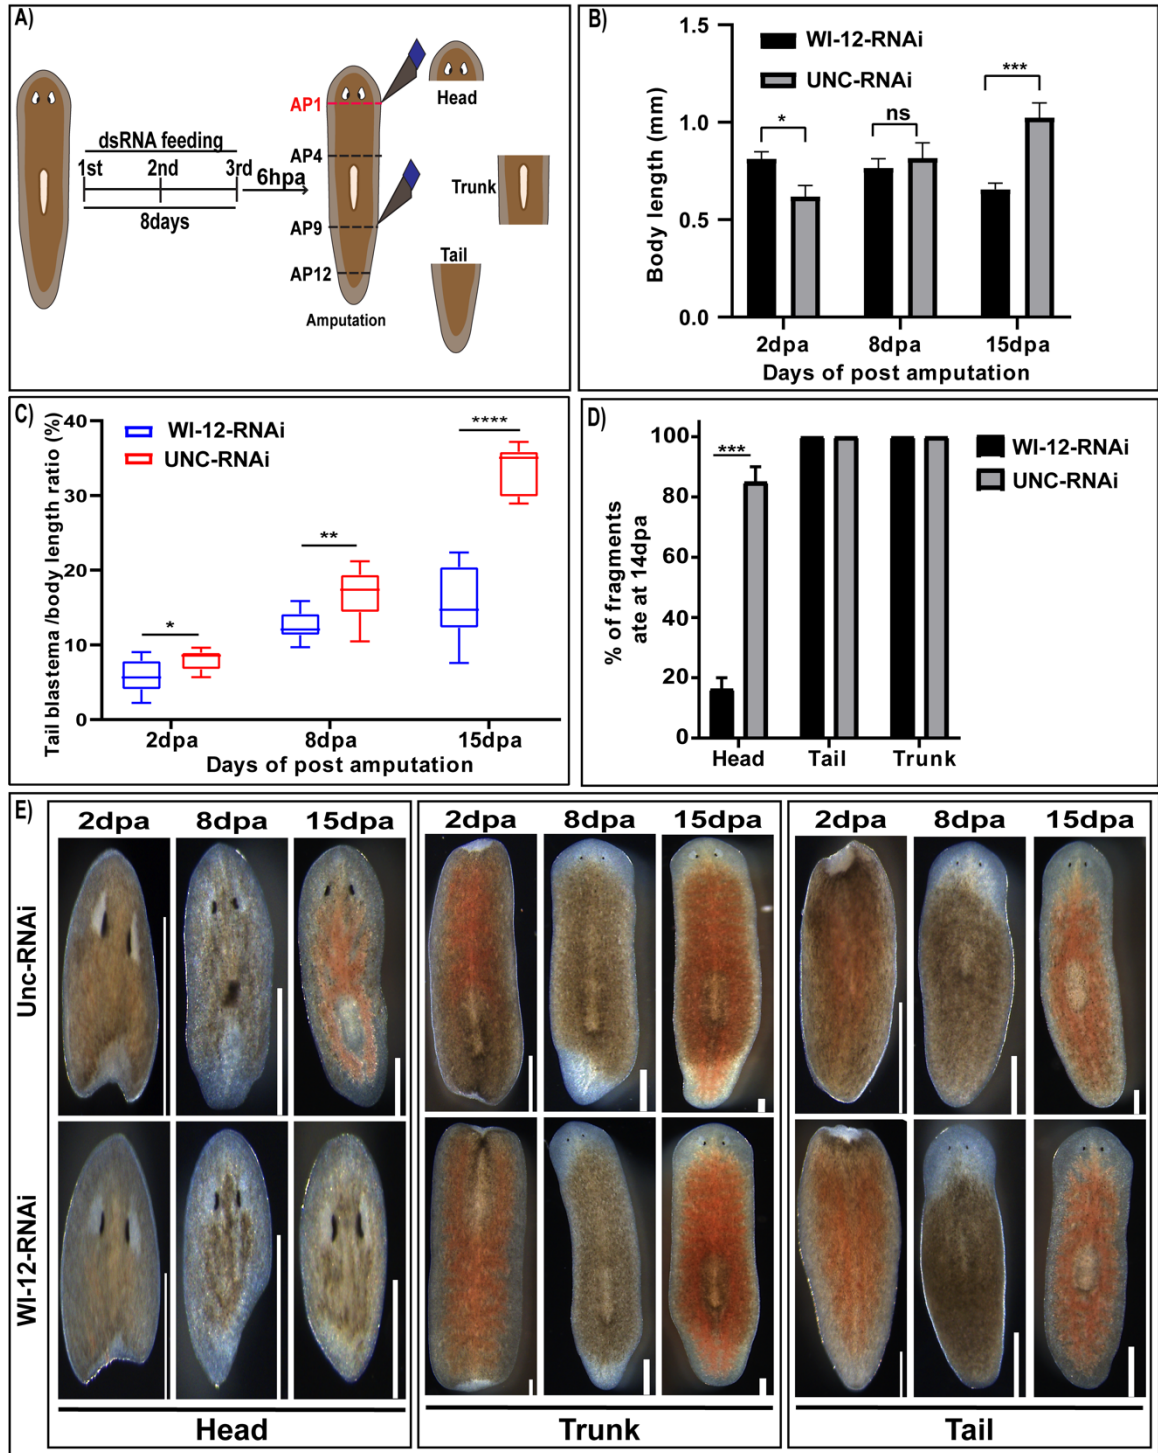 A)
dsRNA feeding
1st 2nd 3rd
8days
6hpa
AP1
AP4
AP9
AP12
Amputation
Head
Trunk
Tail
B)
WI-12-RNAi
UNC-RNAi
Body length (mm)
1.5
1.0
0.5
0.0
*
ns
***
2dpa 8dpa 15dpa
Days of post amputation
C)
WI-12-RNAi
UNC-RNAi
Tail blastema /body length ratio (%)
40
30
20
10
0
*
**
****
2dpa 8dpa 15dpa
Days of post amputation
D)
WI-12-RNAi
UNC-RNAi
% of fragments
ate at 14dpa
100
80
60
40
20
0
***
Head Tail Trunk
E)
2dpa 8dpa 15dpa 2dpa 8dpa 15dpa 2dpa 8dpa 15dpa
Unc-RNAi
WI-12-RNAi
Head Trunk Tail